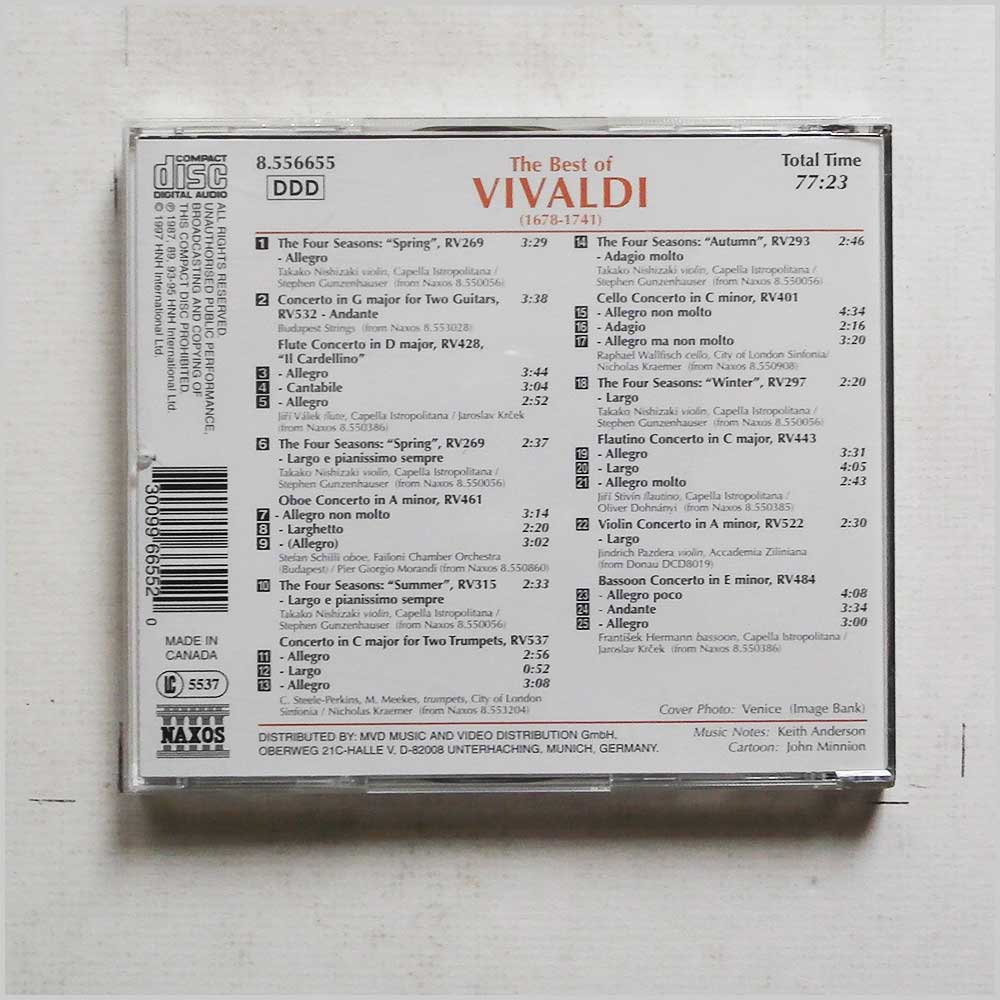 COMPACT
disc
DIGITAL AUDIO
ALL RIGHTS RESERVED.
UNAUTHORISED PUBLIC PERFORMANCE,
BROADCASTING AND COPYING OF
THIS COMPACT DISC PROHIBITED.
℗ 1987, 89, 93-95 HNH International Ltd.
© 1997 HNH International Ltd.
30099 66552 0
MADE IN
CANADA
LC 5537
NAXOS
8.556655
DDD
The Best of
VIVALDI
(1678-1741)
Total Time
77:23
1 The Four Seasons: "Spring", RV269 3:29
- Allegro
Takako Nishizaki violin, Capella Istropolitana /
Stephen Gunzenhauser (from Naxos 8.550056)
2 Concerto in G major for Two Guitars, 3:38
RV532 - Andante
Budapest Strings (from Naxos 8.553028)
Flute Concerto in D major, RV428,
"Il Cardellino"
3 - Allegro 3:44
4 - Cantabile 3:04
5 - Allegro 2:52
Jiří Válek flute, Capella Istropolitana / Jaroslav Krček
(from Naxos 8.550386)
6 The Four Seasons: "Spring", RV269 2:37
- Largo e pianissimo sempre
Takako Nishizaki violin, Capella Istropolitana /
Stephen Gunzenhauser (from Naxos 8.550056)
Oboe Concerto in A minor, RV461
7 - Allegro non molto 3:14
8 - Larghetto 2:20
9 - (Allegro) 3:02
Stefan Schilli oboe, Failoni Chamber Orchestra
(Budapest) / Pier Giorgio Morandi (from Naxos 8.550860)
10 The Four Seasons: "Summer", RV315 2:33
- Largo e pianissimo sempre
Takako Nishizaki violin, Capella Istropolitana /
Stephen Gunzenhauser (from Naxos 8.550056)
Concerto in C major for Two Trumpets, RV537
11 - Allegro 2:56
12 - Largo 0:52
13 - Allegro 3:08
C. Steele-Perkins, M. Meekes, trumpets, City of London
Sinfonia / Nicholas Kraemer (from Naxos 8.553204)
14 The Four Seasons: "Autumn", RV293 2:46
- Adagio molto
Takako Nishizaki violin, Capella Istropolitana /
Stephen Gunzenhauser (from Naxos 8.550056)
Cello Concerto in C minor, RV401
15 - Allegro non molto 4:34
16 - Adagio 2:16
17 - Allegro ma non molto 3:20
Raphael Wallfisch cello, City of London Sinfonia/
Nicholas Kraemer (from Naxos 8.550908)
18 The Four Seasons: "Winter", RV297 2:20
- Largo
Takako Nishizaki violin, Capella Istropolitana /
Stephen Gunzenhauser (from Naxos 8.550056)
Flautino Concerto in C major, RV443
19 - Allegro 3:31
20 - Largo 4:05
21 - Allegro molto 2:43
Jiří Stivín flautino, Capella Istropolitana /
Oliver Dohnányi (from Naxos 8.550385)
22 Violin Concerto in A minor, RV522 2:30
- Largo
Jindrich Pazdera violin, Accademia Ziliniana
(from Donau DCD8019)
Bassoon Concerto in E minor, RV484
23 - Allegro poco 4:08
24 - Andante 3:34
25 - Allegro 3:00
František Hermann bassoon, Capella Istropolitana /
Jaroslav Krček (from Naxos 8.550386)
Cover Photo: Venice (Image Bank)
Music Notes: Keith Anderson
Cartoon: John Minnion
DISTRIBUTED BY: MVD MUSIC AND VIDEO DISTRIBUTION GmbH,
OBERWEG 21C-HALLE V, D-82008 UNTERHACHING, MUNICH, GERMANY.